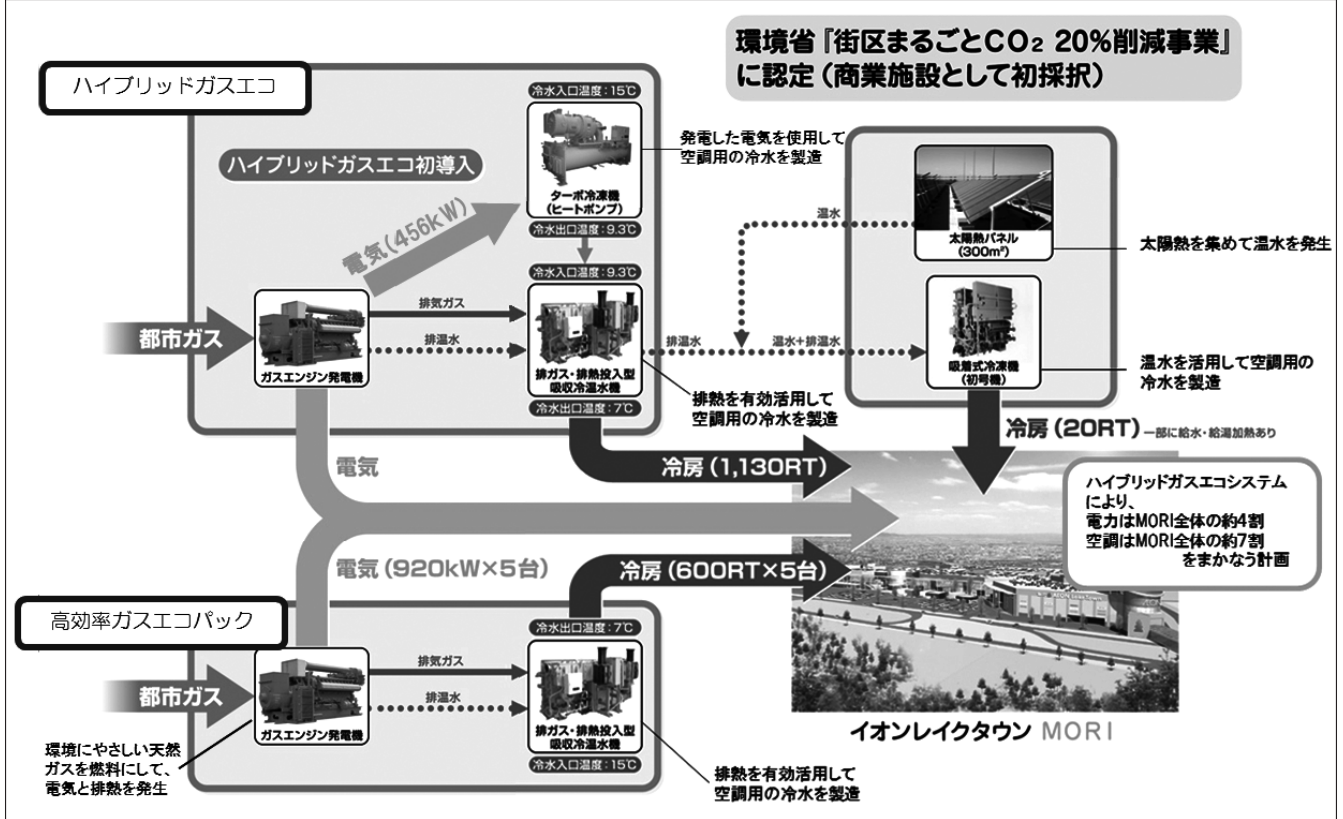 環境省『街区まるごとCO₂ 20%削減事業』
に認定（商業施設として初採択）
ハイブリッドガスエコ
ハイブリッドガスエコ初導入
冷水入口温度：15℃
ターボ冷凍機
（ヒートポンプ）
冷水出口温度：9.3℃
発電した電気を使用して
空調用の冷水を製造
電気（456kW）
冷水入口温度：9.3℃
都市ガス
ガスエンジン発電機
排気ガス
排温水
排ガス・排熱投入型
吸収冷温水機
冷水出口温度：7℃
排熱を有効活用して
空調用の冷水を製造
温水
排温水
温水+排温水
太陽熱パネル
（300m²）
太陽熱を集めて温水を発生
吸着式冷凍機
（初号機）
温水を活用して空調用の
冷水を製造
冷房（20RT）一部に給水・給湯加熱あり
電気
冷房（1,130RT）
ハイブリッドガスエコシステム
により、
電力はMORI全体の約4割
空調はMORI全体の約7割
をまかなう計画
電気（920kW×5台）
冷房（600RT×5台）
高効率ガスエコパック
都市ガス
ガスエンジン発電機
環境にやさしい天然
ガスを燃料にして、
電気と排熱を発生
排気ガス
排温水
冷水出口温度：7℃
排ガス・排熱投入型
吸収冷温水機
冷水入口温度：15℃
排熱を有効活用して
空調用の冷水を製造
イオンレイクタウン MORI